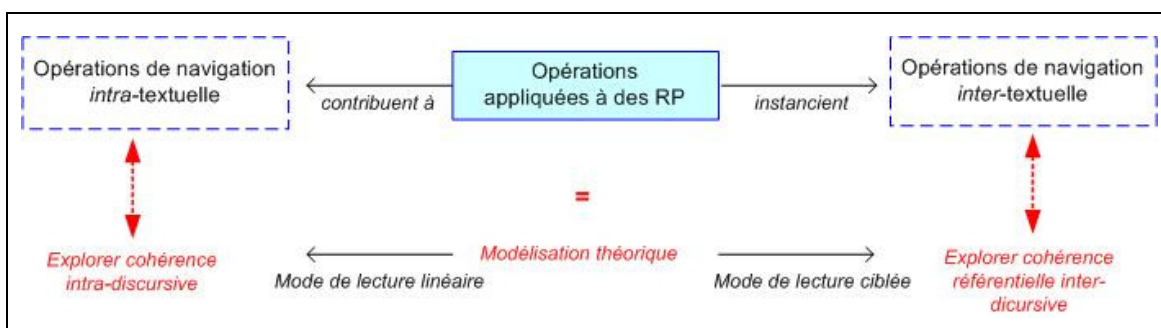 Opérations de navigation
intra-textuelle
contribuent à
Opérations
appliquées à des RP
instancient
Opérations de navigation
inter-textuelle
=
Explorer cohérence
intra-discursive
Mode de lecture linéaire
Modélisation théorique
Mode de lecture ciblée
Explorer cohérence
référentielle inter-
dicursive